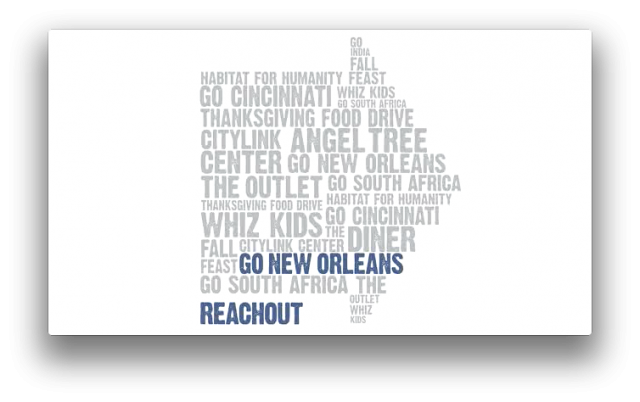 GO
INDIA
FALL
HABITAT FOR HUMANITY FEAST
GO CINCINNATI WHIZ KIDS
GO SOUTH AFRICA
THANKSGIVING FOOD DRIVE
CITYLINK ANGEL TREE
CENTER GO NEW ORLEANS
THE OUTLET GO SOUTH AFRICA
THANKSGIVING FOOD DRIVE HABITAT FOR HUMANITY
WHIZ KIDS GO CINCINNATI
THE DINER
FALL CITYLINK CENTER
FEAST GO NEW ORLEANS
GO SOUTH AFRICA THE
OUTLET
WHIZ
KIDS
REACHOUT